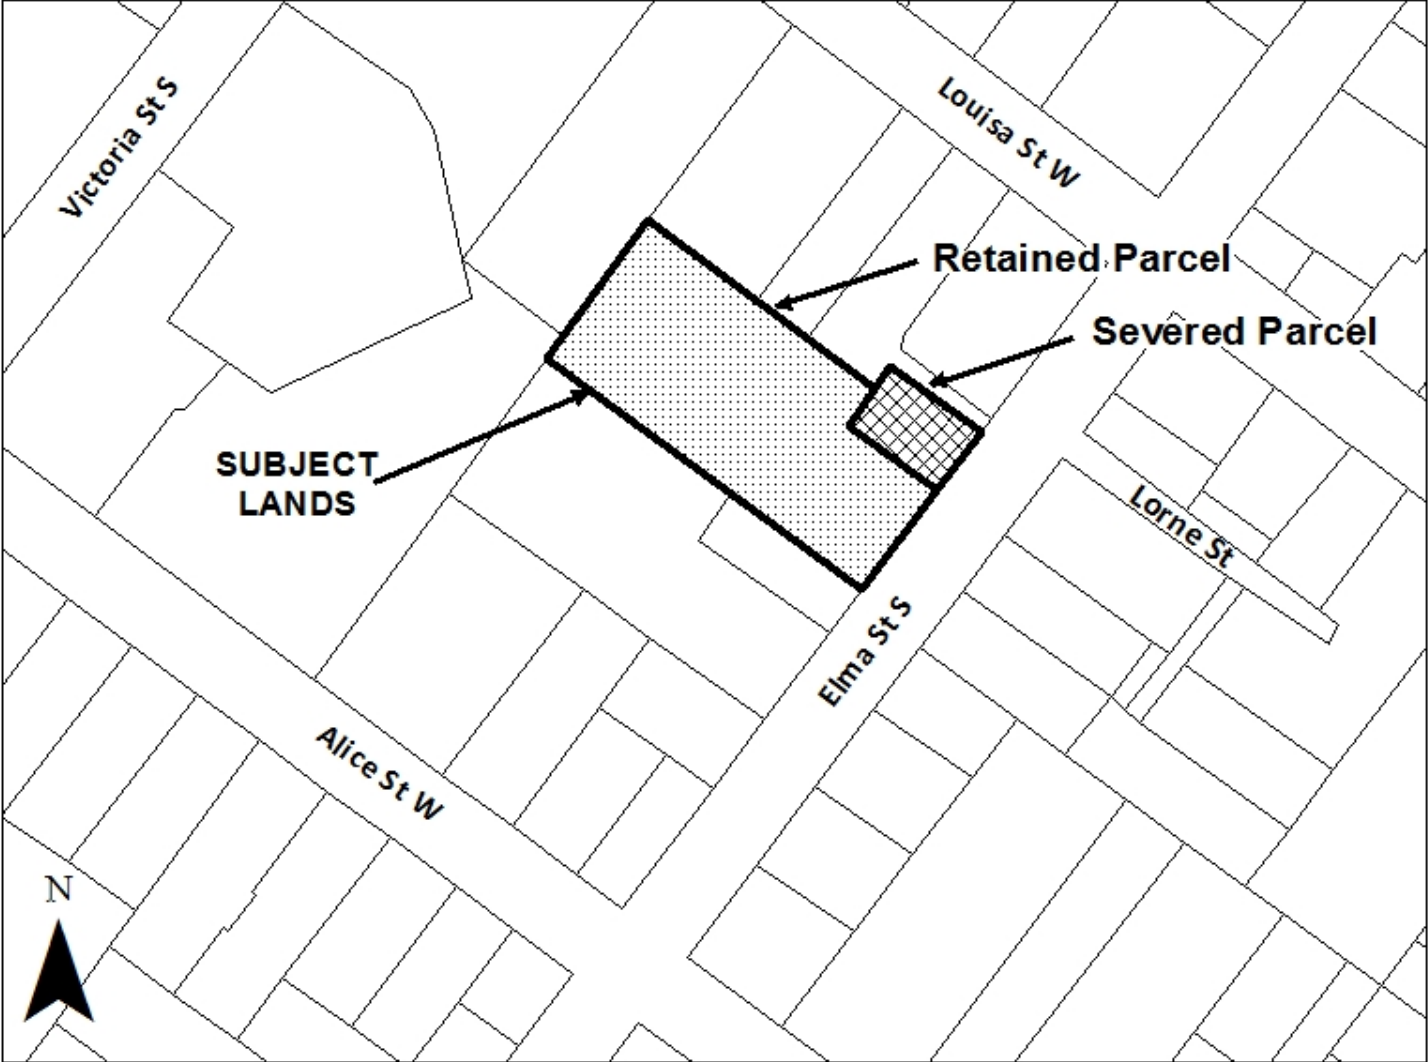 Victoria St S
Louisa St W
Retained Parcel
Severed Parcel
SUBJECT
LANDS
Lorne St
Elma St S
Alice St W
N